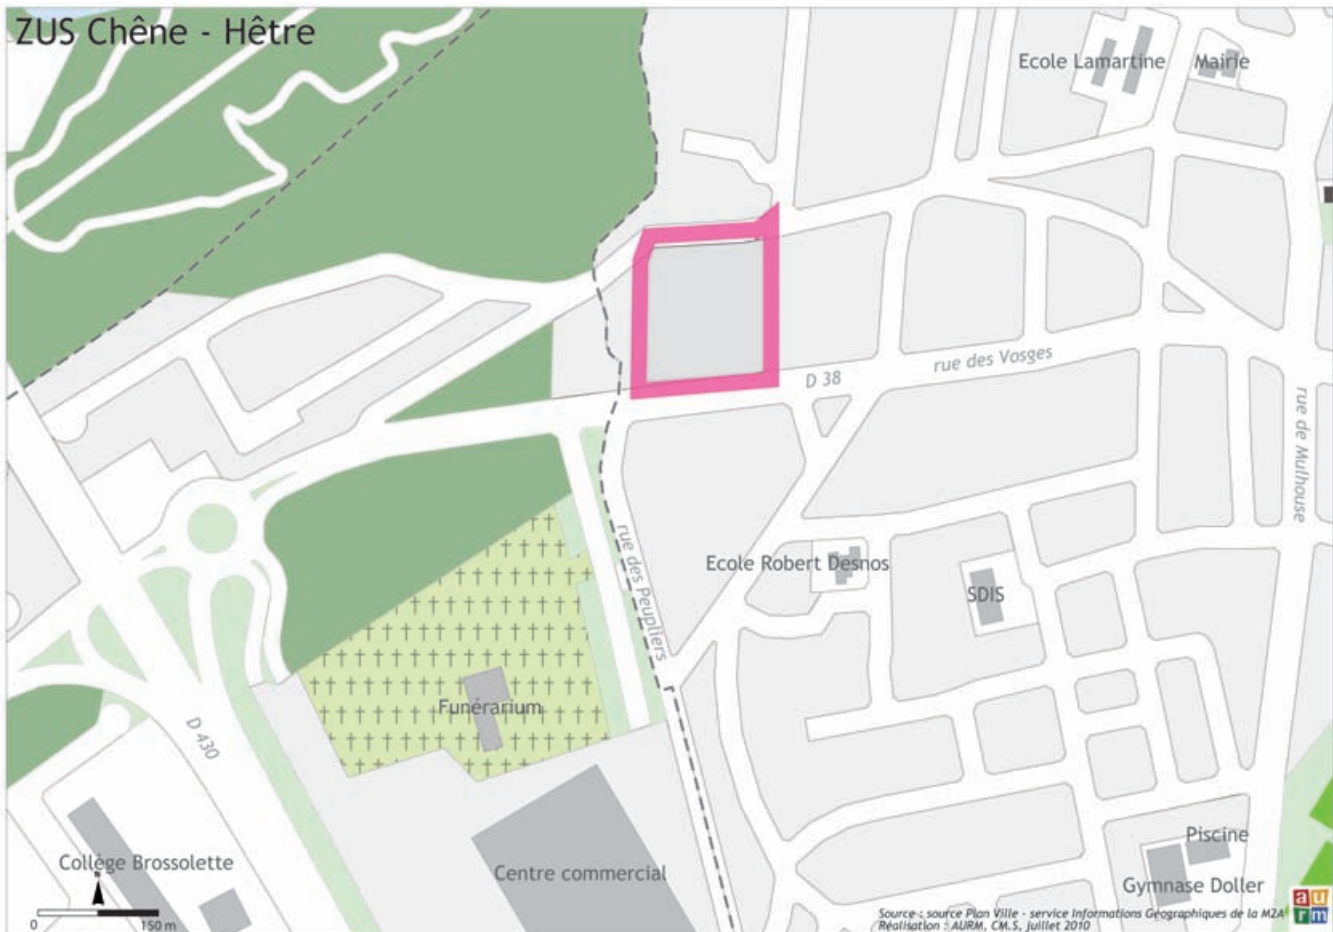 ZUS Chêne - Hêtre
Ecole Lamartine
Mairie
rue des Vosges
D 38
rue de Mulhouse
rue des Peupliers
Ecole Robert Desnos
SDIS
Funérarium
D 430
Collège Brossolette
Centre commercial
Piscine
Gymnase Doller
0 150 m
Source : source Plan Ville - service Informations Géographiques de la M2A
Réalisation : AURM, CM.S, Juillet 2010
au
rm